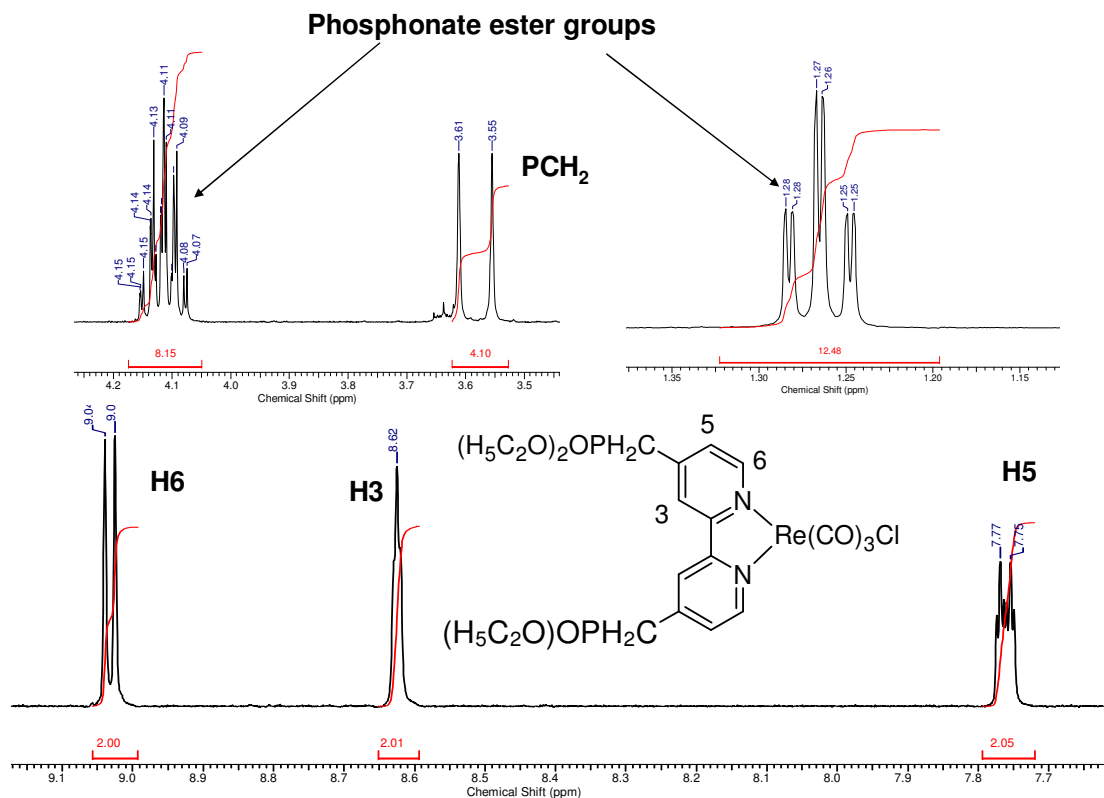 Phosphonate ester groups
4.15
4.15
4.14
4.14
4.15
4.13
4.11
4.11
4.09
4.08
4.07
8.15
4.2 4.1 4.0 3.9 3.8 3.7 3.6 3.5
Chemical Shift (ppm)
3.61
3.55
PCH2
4.10
1.28
1.28
1.27
1.26
1.25
1.25
12.48
1.35 1.30 1.25 1.20 1.15
Chemical Shift (ppm)
9.0
H6
8.62
H3
7.77
7.75
H5
(H5C2O)2OPH2C
5
6
3
N
N
Re(CO)3Cl
(H5C2O)OPH2C
2.00
2.01
2.05
9.1 9.0 8.9 8.8 8.7 8.6 8.5 8.4 8.3 8.2 8.1 8.0 7.9 7.8 7.7
Chemical Shift (ppm)